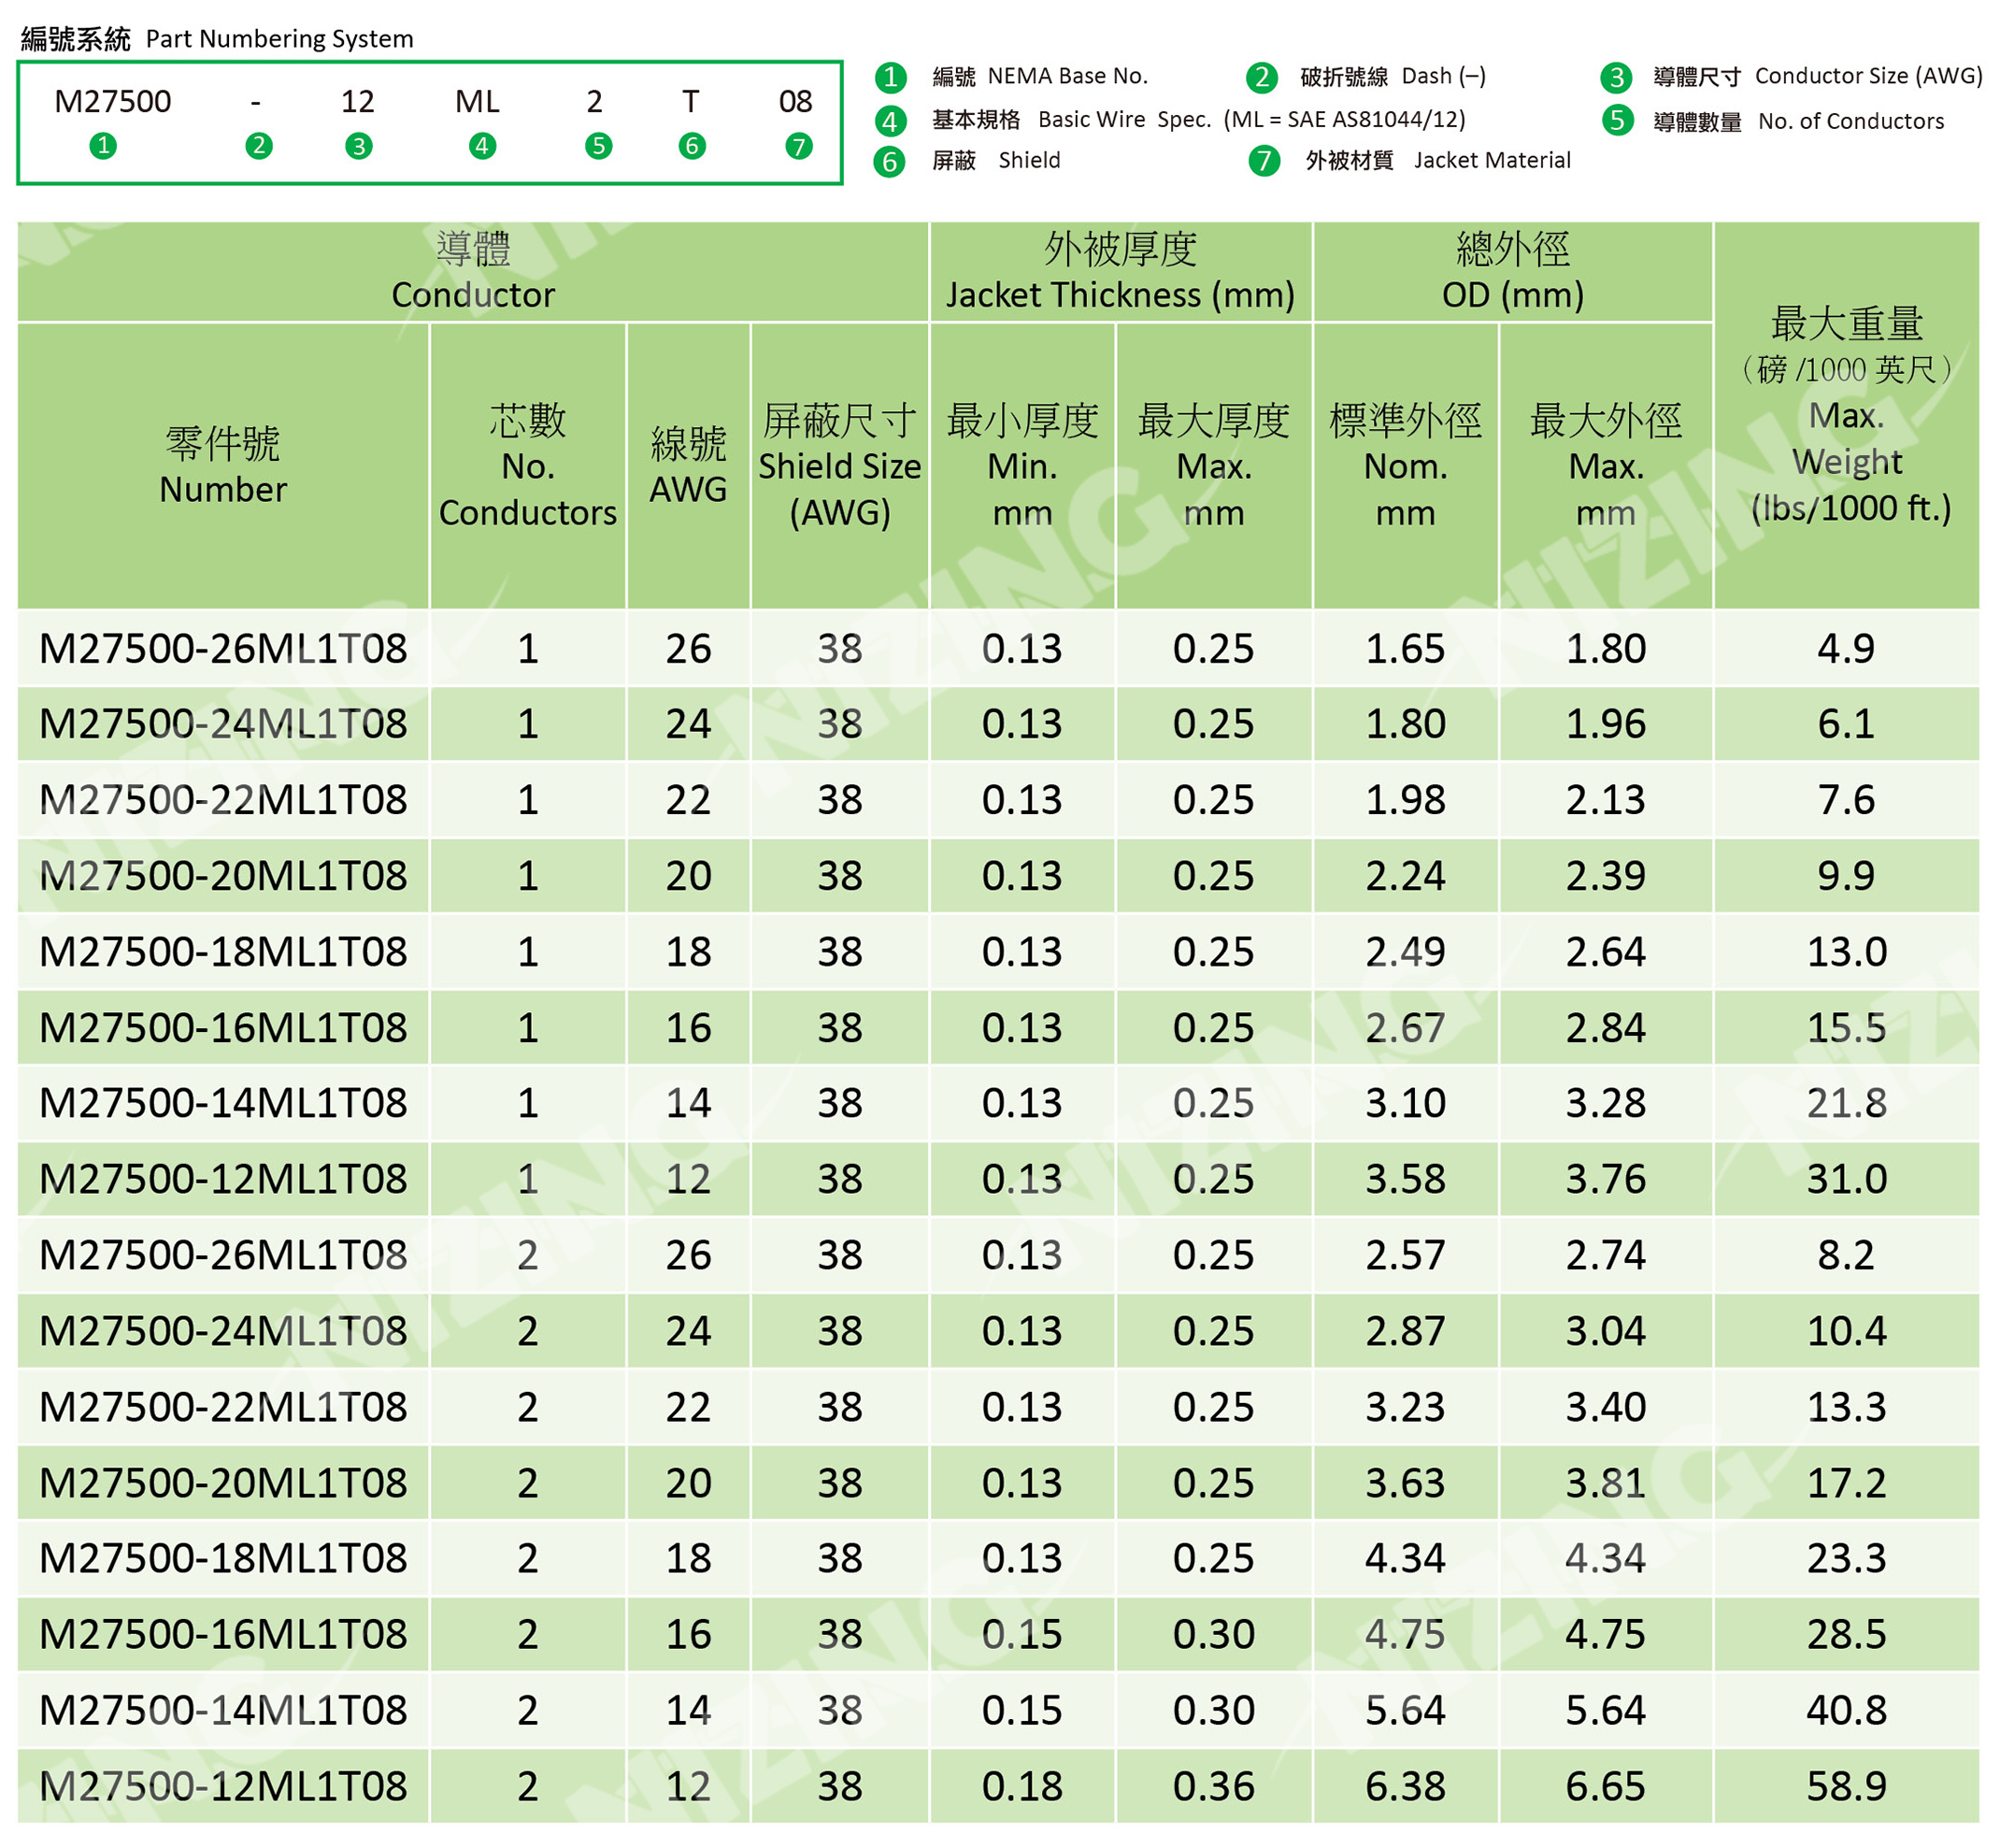 編號系統 Part Numbering System
M27500 - 12 ML 2 T 08
1 2 3 4 5 6 7
1 編號 NEMA Base No. 2 破折號線 Dash (–) 3 導體尺寸 Conductor Size (AWG)
4 基本規格 Basic Wire Spec. (ML = SAE AS81044/12) 5 導體數量 No. of Conductors
6 屏蔽 Shield 7 外被材質 Jacket Material
導體
Conductor
外被厚度
Jacket Thickness (mm)
總外徑
OD (mm)
最大重量
（磅 /1000 英尺）
Max.
Weight
(lbs/1000 ft.)
零件號
Number
芯數
No.
Conductors
線號
AWG
屏蔽尺寸
Shield Size
(AWG)
最小厚度
Min.
mm
最大厚度
Max.
mm
標準外徑
Nom.
mm
最大外徑
Max.
mm
M27500-26ML1T08 1 26 38 0.13 0.25 1.65 1.80 4.9
M27500-24ML1T08 1 24 38 0.13 0.25 1.80 1.96 6.1
M27500-22ML1T08 1 22 38 0.13 0.25 1.98 2.13 7.6
M27500-20ML1T08 1 20 38 0.13 0.25 2.24 2.39 9.9
M27500-18ML1T08 1 18 38 0.13 0.25 2.49 2.64 13.0
M27500-16ML1T08 1 16 38 0.13 0.25 2.67 2.84 15.5
M27500-14ML1T08 1 14 38 0.13 0.25 3.10 3.28 21.8
M27500-12ML1T08 1 12 38 0.13 0.25 3.58 3.76 31.0
M27500-26ML1T08 2 26 38 0.13 0.25 2.57 2.74 8.2
M27500-24ML1T08 2 24 38 0.13 0.25 2.87 3.04 10.4
M27500-22ML1T08 2 22 38 0.13 0.25 3.23 3.40 13.3
M27500-20ML1T08 2 20 38 0.13 0.25 3.63 3.81 17.2
M27500-18ML1T08 2 18 38 0.13 0.25 4.34 4.34 23.3
M27500-16ML1T08 2 16 38 0.15 0.30 4.75 4.75 28.5
M27500-14ML1T08 2 14 38 0.15 0.30 5.64 5.64 40.8
M27500-12ML1T08 2 12 38 0.18 0.36 6.38 6.65 58.9